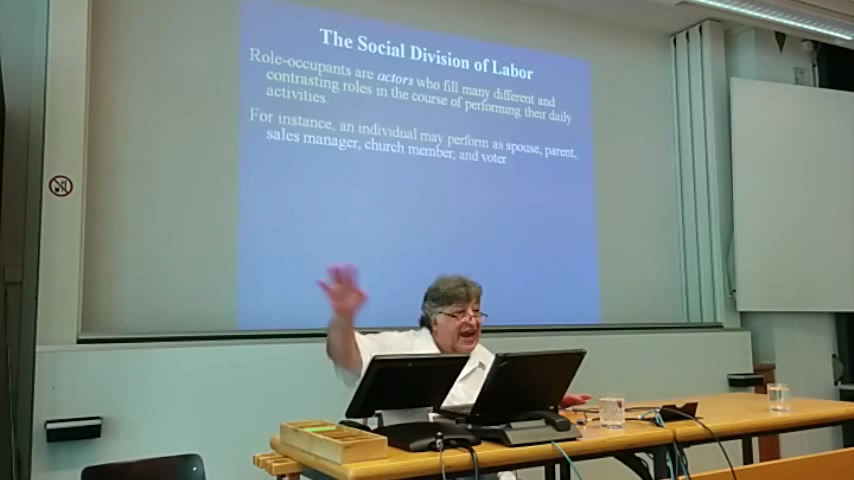 The Social Division of Labor
Role-occupants are actors who fill many different and
contrasting roles in the course of performing their daily
activities.
For instance, an individual may perform as spouse, parent,
sales manager, church member, and voter